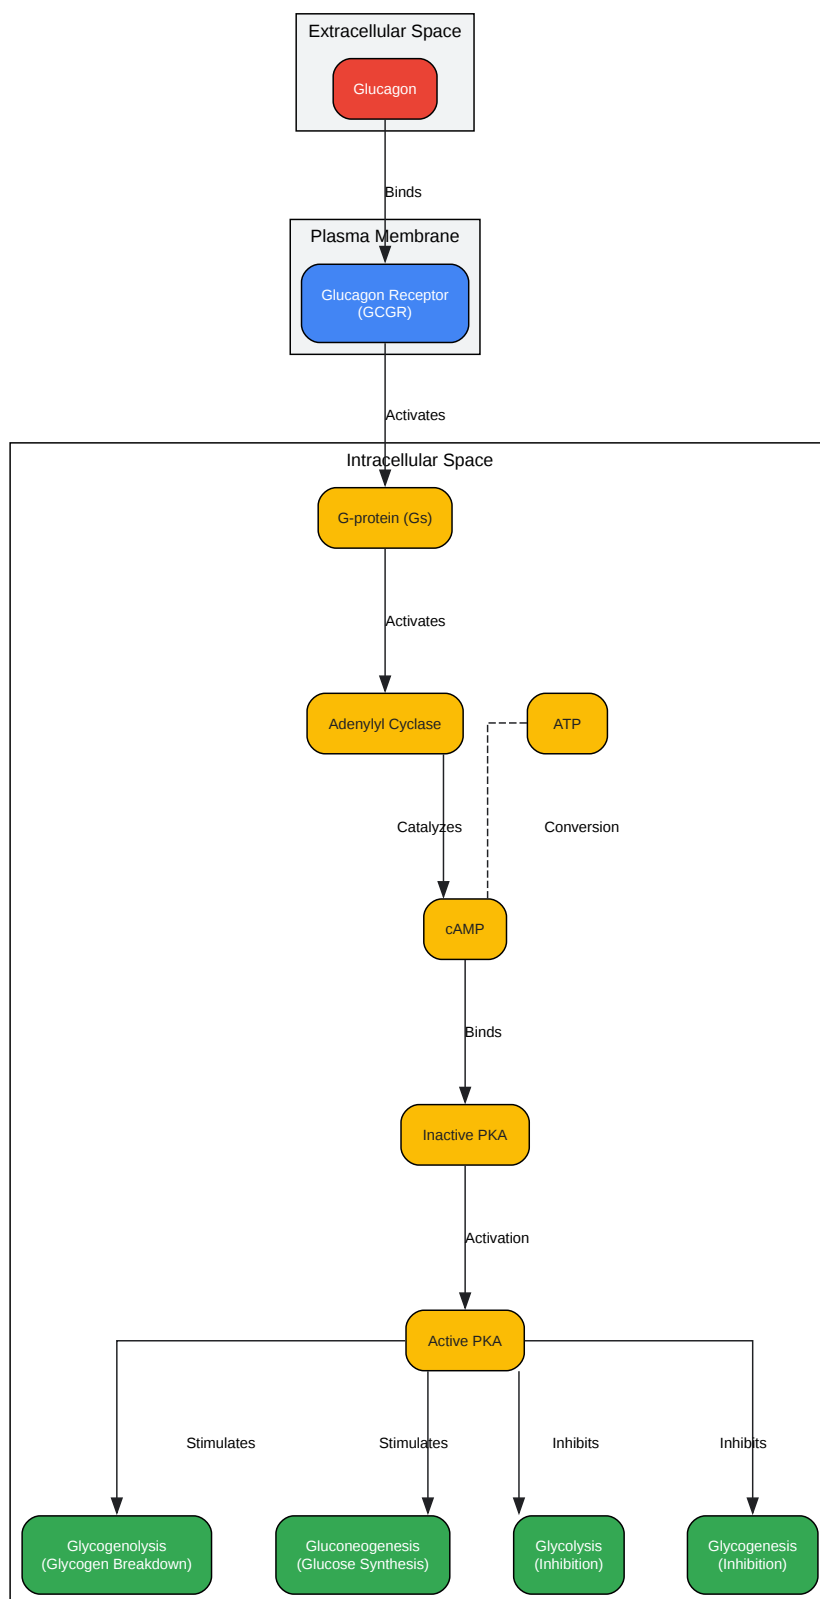 Extracellular Space
Glucagon
Binds
Plasma Membrane
Glucagon Receptor
(GCGR)
Activates
Intracellular Space
G-protein (Gs)
Activates
Adenylyl Cyclase
ATP
Catalyzes
Conversion
cAMP
Binds
Inactive PKA
Activation
Active PKA
Stimulates
Stimulates
Inhibits
Inhibits
Glycogenolysis
(Glycogen Breakdown)
Gluconeogenesis
(Glucose Synthesis)
Glycolysis
(Inhibition)
Glycogenesis
(Inhibition)